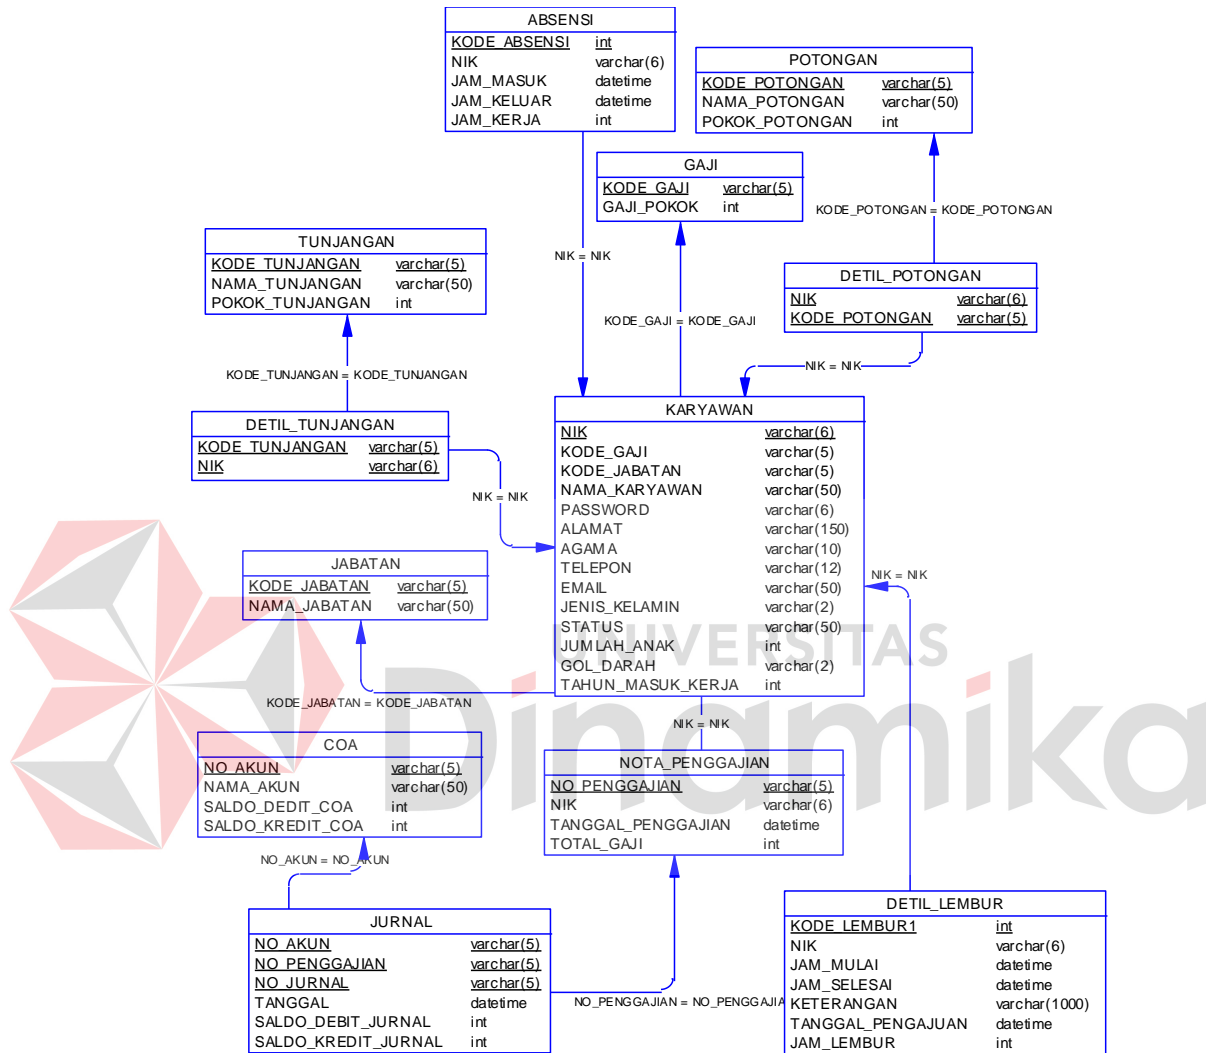 ABSENSI
KODE_ABSENSI int
NIK varchar(6)
JAM_MASUK datetime
JAM_KELUAR datetime
JAM_KERJA int
POTONGAN
KODE_POTONGAN varchar(5)
NAMA_POTONGAN varchar(50)
POKOK_POTONGAN int
GAJI
KODE_GAJI varchar(5)
GAJI_POKOK int
KODE_POTONGAN = KODE_POTONGAN
NIK = NIK
TUNJANGAN
KODE_TUNJANGAN varchar(5)
NAMA_TUNJANGAN varchar(50)
POKOK_TUNJANGAN int
DETIL_POTONGAN
NIK varchar(6)
KODE_POTONGAN varchar(5)
KODE_GAJI = KODE_GAJI
NIK = NIK
KODE_TUNJANGAN = KODE_TUNJANGAN
DETIL_TUNJANGAN
KODE_TUNJANGAN varchar(5)
NIK varchar(6)
NIK = NIK
KARYAWAN
NIK varchar(6)
KODE_GAJI varchar(5)
KODE_JABATAN varchar(5)
NAMA_KARYAWAN varchar(50)
PASSWORD varchar(6)
ALAMAT varchar(150)
AGAMA varchar(10)
TELEPON varchar(12)
EMAIL varchar(50)
JENIS_KELAMIN varchar(2)
STATUS varchar(50)
JUMLAH_ANAK int
GOL_DARAH varchar(2)
TAHUN_MASUK_KERJA int
NIK = NIK
JABATAN
KODE_JABATAN varchar(5)
NAMA_JABATAN varchar(50)
UNIVERSITAS
Dinamika
KODE_JABATAN = KODE_JABATAN
NIK = NIK
COA
NO_AKUN varchar(5)
NAMA_AKUN varchar(50)
SALDO_DEDIT_COA int
SALDO_KREDIT_COA int
NOTA_PENGGAJIAN
NO_PENGGAJIAN varchar(5)
NIK varchar(6)
TANGGAL_PENGGAJIAN datetime
TOTAL_GAJI int
NO_AKUN = NO_AKUN
JURNAL
NO_AKUN varchar(5)
NO_PENGGAJIAN varchar(5)
NO_JURNAL varchar(5)
TANGGAL datetime
SALDO_DEBIT_JURNAL int
SALDO_KREDIT_JURNAL int
NO_PENGGAJIAN = NO_PENGGAJIA
DETIL_LEMBUR
KODE_LEMBUR1 int
NIK varchar(6)
JAM_MULAI datetime
JAM_SELESAI datetime
KETERANGAN varchar(1000)
TANGGAL_PENGAJUAN datetime
JAM_LEMBUR int